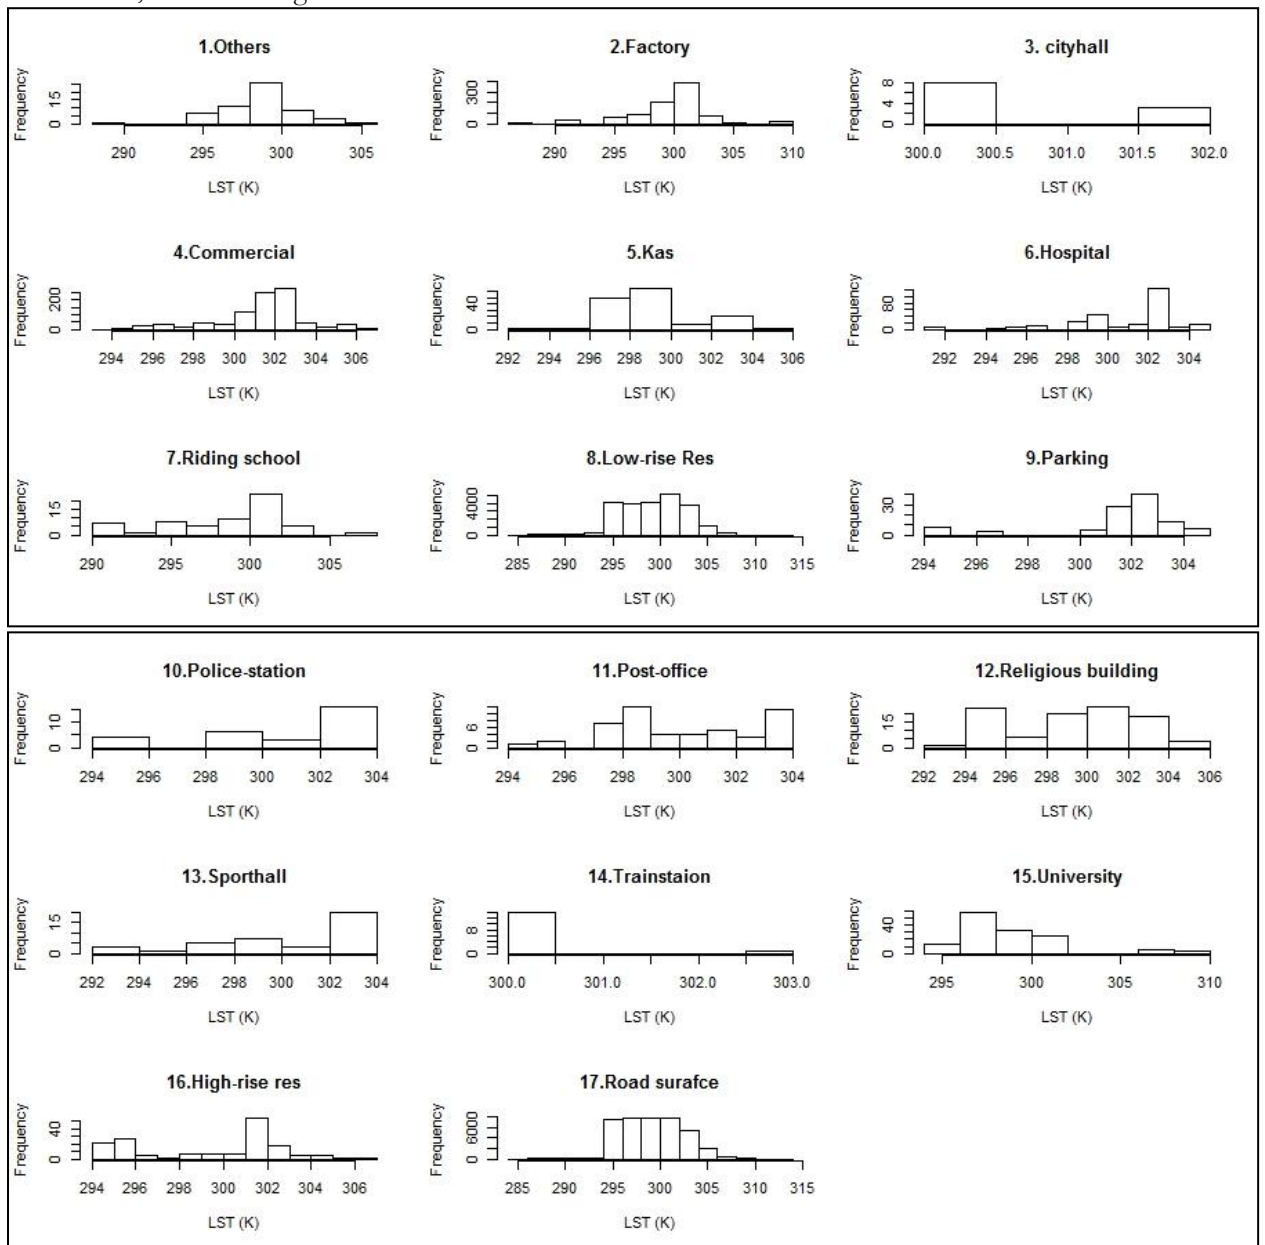 1.Others
2.Factory
3. cityhall
Frequency
0 15
290 295 300 305
LST (K)
Frequency
0 300
290 295 300 305 310
LST (K)
Frequency
0 4 8
300.0 300.5 301.0 301.5 302.0
LST (K)
4.Commercial
5.Kas
6.Hospital
Frequency
0 200
294 296 298 300 302 304 306
LST (K)
Frequency
0 40
292 294 296 298 300 302 304 306
LST (K)
Frequency
0 80
292 294 296 298 300 302 304
LST (K)
7.Riding school
8.Low-rise Res
9.Parking
Frequency
0 15
290 295 300 305
LST (K)
Frequency
0 4000
285 290 295 300 305 310 315
LST (K)
Frequency
0 30
294 296 298 300 302 304
LST (K)
10.Police-station
11.Post-office
12.Religious building
Frequency
0 10
294 296 298 300 302 304
LST (K)
Frequency
0 6
294 296 298 300 302 304
LST (K)
Frequency
0 15
292 294 296 298 300 302 304 306
LST (K)
13.Sporthall
14.Trainstaion
15.University
Frequency
0 15
292 294 296 298 300 302 304
LST (K)
Frequency
0 8
300.0 301.0 302.0 303.0
LST (K)
Frequency
0 40
295 300 305 310
LST (K)
16.High-rise res
17.Road surafce
Frequency
0 40
294 296 298 300 302 304 306
LST (K)
Frequency
0 6000
285 290 295 300 305 310 315
LST (K)